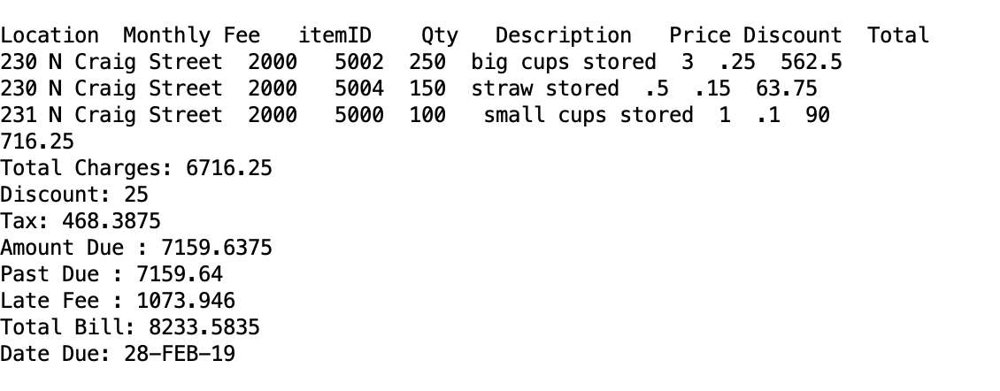 Location  Monthly Fee   itemID    Qty   Description   Price Discount  Total
230 N Craig Street  2000   5002  250  big cups stored  3  .25  562.5
230 N Craig Street  2000   5004  150  straw stored  .5  .15  63.75
231 N Craig Street  2000   5000  100   small cups stored  1  .1  90
716.25
Total Charges: 6716.25
Discount: 25
Tax: 468.3875
Amount Due : 7159.6375
Past Due : 7159.64
Late Fee : 1073.946
Total Bill: 8233.5835
Date Due: 28-FEB-19